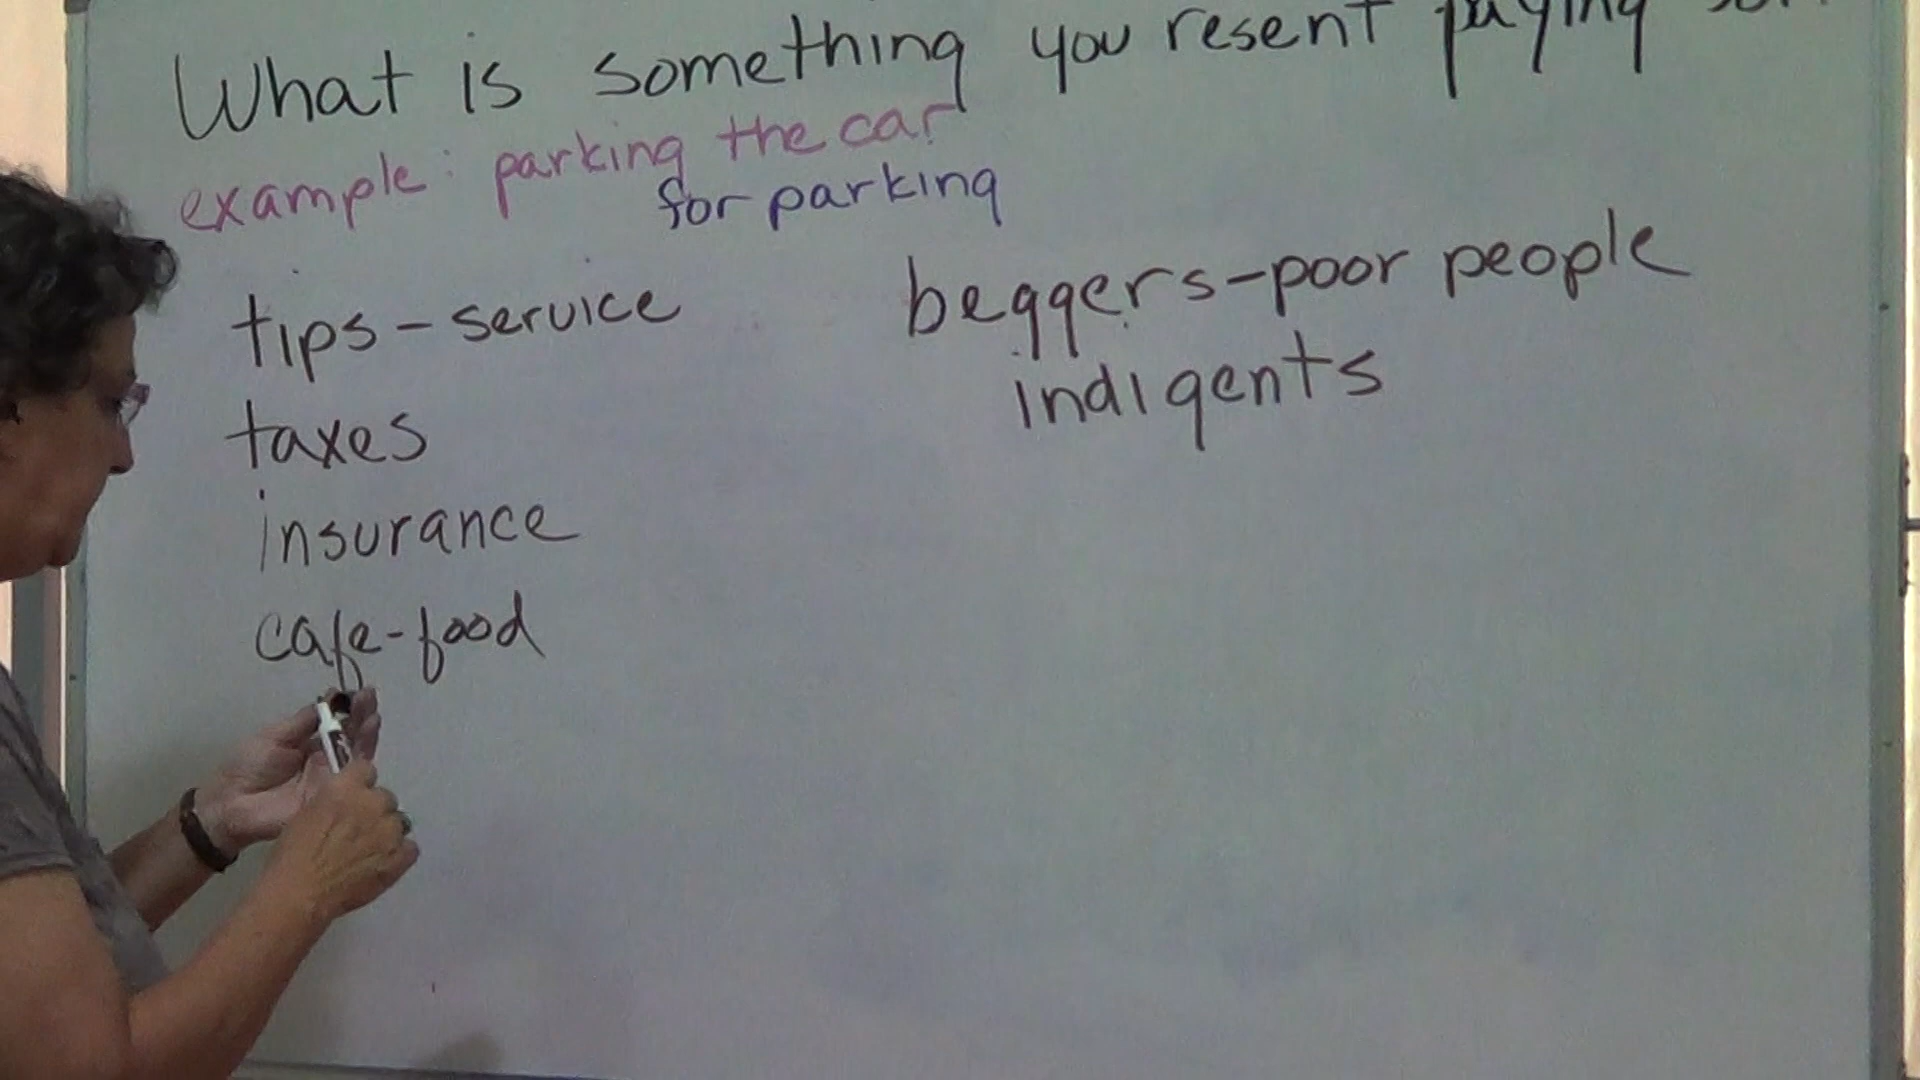 What is something you resent paying
example: parking the car
for parking
tips - service
taxes
insurance
cafe - food
beggers - poor people
indigents